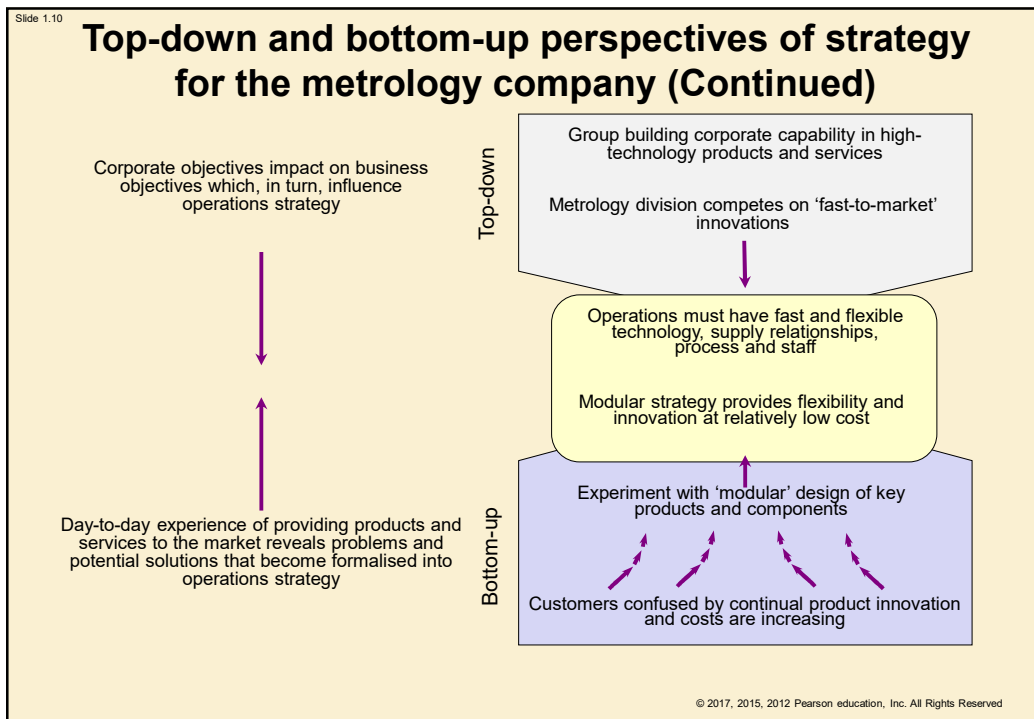 Slide 1.10
Top-down and bottom-up perspectives of strategy
for the metrology company (Continued)
Corporate objectives impact on business
objectives which, in turn, influence
operations strategy
Day-to-day experience of providing products and
services to the market reveals problems and
potential solutions that become formalised into
operations strategy
Top-down
Group building corporate capability in high-
technology products and services
Metrology division competes on ‘fast-to-market’
innovations
Operations must have fast and flexible
technology, supply relationships,
process and staff
Modular strategy provides flexibility and
innovation at relatively low cost
Bottom-up
Experiment with ‘modular’ design of key
products and components
Customers confused by continual product innovation
and costs are increasing
© 2017, 2015, 2012 Pearson education, Inc. All Rights Reserved